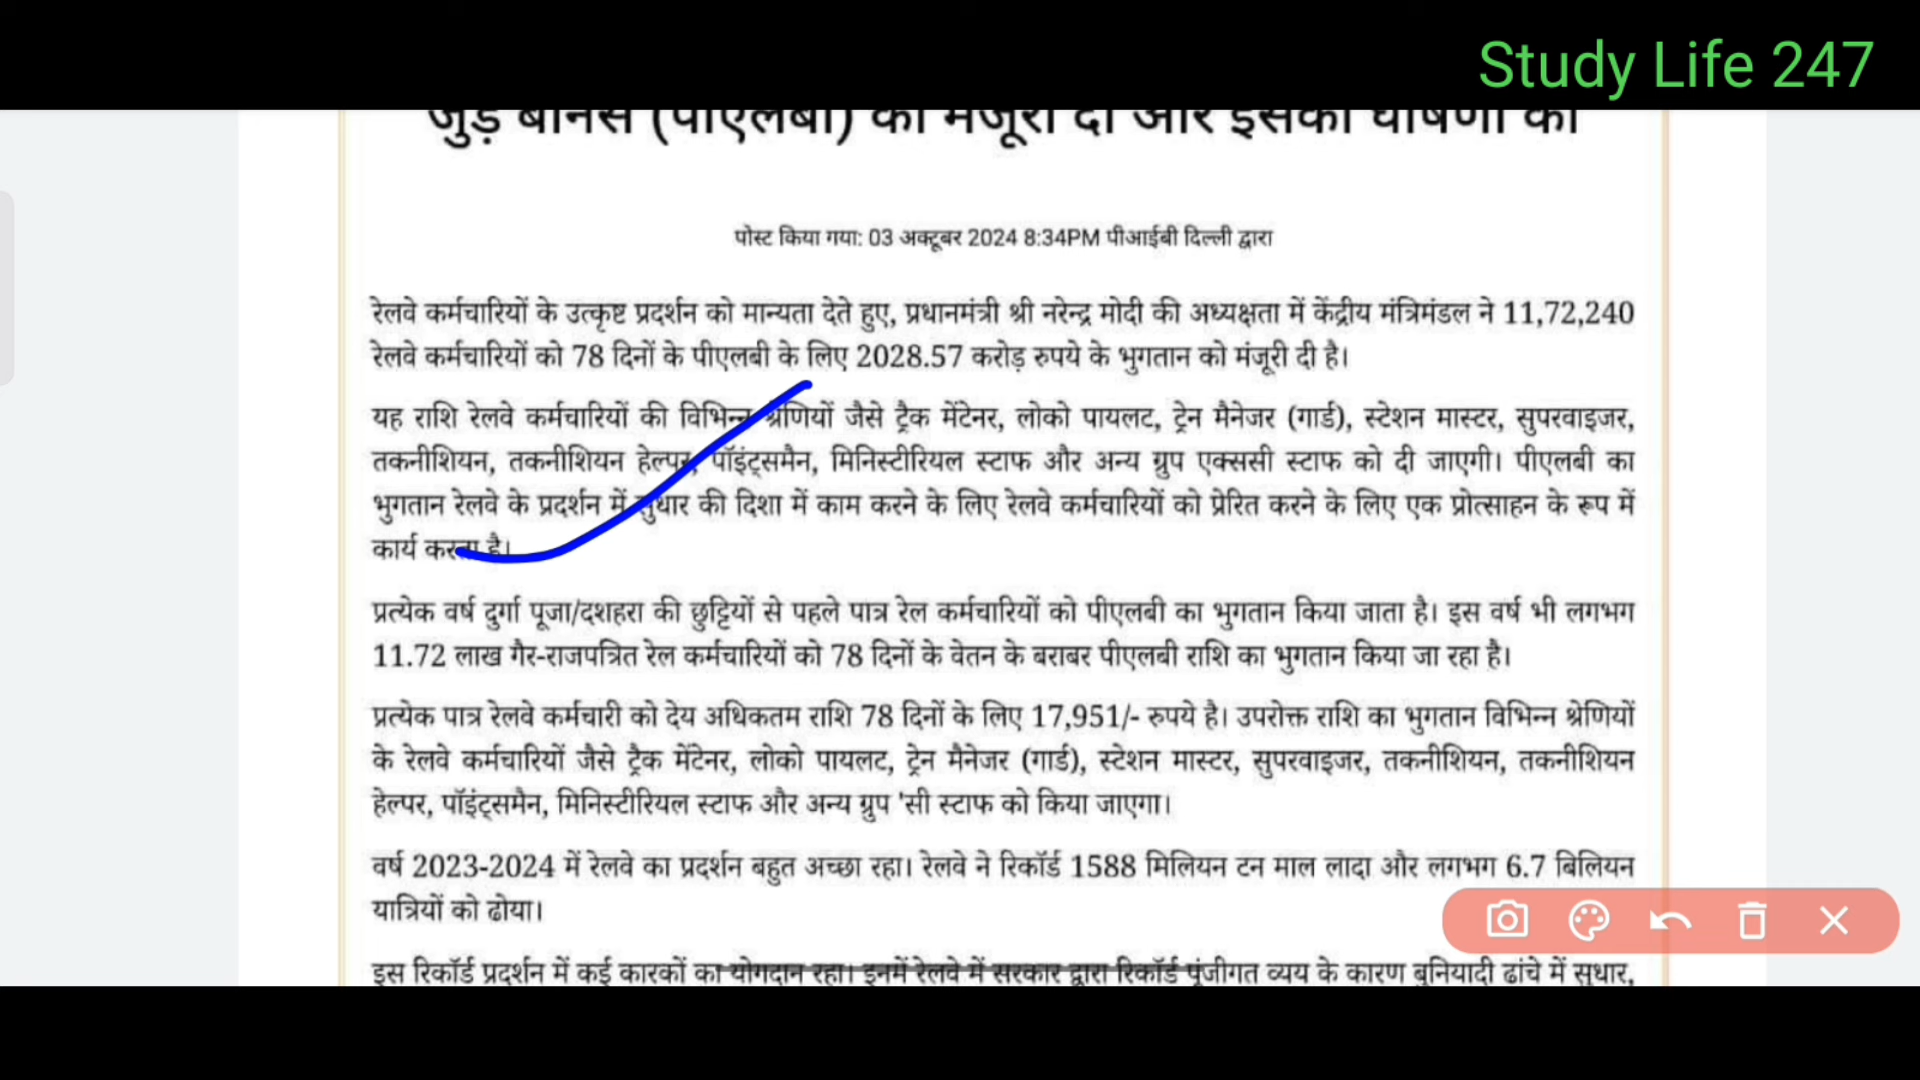 Study Life 247
जुड़े बोनस (पीएलबी) को मंजूरी दी और इसकी घोषणा की
पोस्ट किया गया: 03 अक्टूबर 2024 8:34PM पीआईबी दिल्ली द्वारा
रेलवे कर्मचारियों के उत्कृष्ट प्रदर्शन को मान्यता देते हुए, प्रधानमंत्री श्री नरेन्द्र मोदी की अध्यक्षता में केंद्रीय मंत्रिमंडल ने 11,72,240
रेलवे कर्मचारियों को 78 दिनों के पीएलबी के लिए 2028.57 करोड़ रुपये के भुगतान को मंजूरी दी है।
यह राशि रेलवे कर्मचारियों की विभिन्न श्रेणियों जैसे ट्रैक मेंटेनर, लोको पायलट, ट्रेन मैनेजर (गार्ड), स्टेशन मास्टर, सुपरवाइजर,
तकनीशियन, तकनीशियन हेल्पर, पॉइंट्समैन, मिनिस्टीरियल स्टाफ और अन्य ग्रुप एक्ससी स्टाफ को दी जाएगी। पीएलबी का
भुगतान रेलवे के प्रदर्शन में सुधार की दिशा में काम करने के लिए रेलवे कर्मचारियों को प्रेरित करने के लिए एक प्रोत्साहन के रूप में
कार्य करता है।
प्रत्येक वर्ष दुर्गा पूजा/दशहरा की छुट्टियों से पहले पात्र रेल कर्मचारियों को पीएलबी का भुगतान किया जाता है। इस वर्ष भी लगभग
11.72 लाख गैर-राजपत्रित रेल कर्मचारियों को 78 दिनों के वेतन के बराबर पीएलबी राशि का भुगतान किया जा रहा है।
प्रत्येक पात्र रेलवे कर्मचारी को देय अधिकतम राशि 78 दिनों के लिए 17,951/- रुपये है। उपरोक्त राशि का भुगतान विभिन्न श्रेणियों
के रेलवे कर्मचारियों जैसे ट्रैक मेंटेनर, लोको पायलट, ट्रेन मैनेजर (गार्ड), स्टेशन मास्टर, सुपरवाइजर, तकनीशियन, तकनीशियन
हेल्पर, पॉइंट्समैन, मिनिस्टीरियल स्टाफ और अन्य ग्रुप 'सी स्टाफ को किया जाएगा।
वर्ष 2023-2024 में रेलवे का प्रदर्शन बहुत अच्छा रहा। रेलवे ने रिकॉर्ड 1588 मिलियन टन माल लादा और लगभग 6.7 बिलियन
यात्रियों को ढोया।
इस रिकॉर्ड प्रदर्शन में कई कारकों का योगदान रहा। इनमें रेलवे में सरकार द्वारा रिकॉर्ड पूंजीगत व्यय के कारण बुनियादी ढांचे में सुधार,